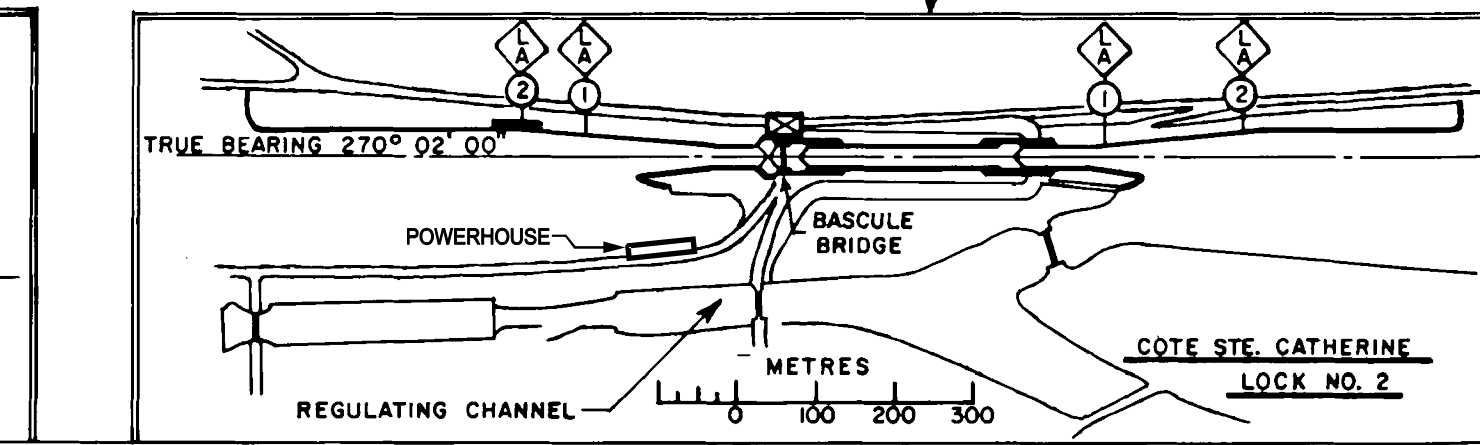 L A
L A
L A
L A
2
1
1
2
TRUE BEARING 270° 02' 00"
POWERHOUSE
BASCULE
BRIDGE
COTE STE. CATHERINE
LOCK NO. 2
METRES
REGULATING CHANNEL
0 100 200 300